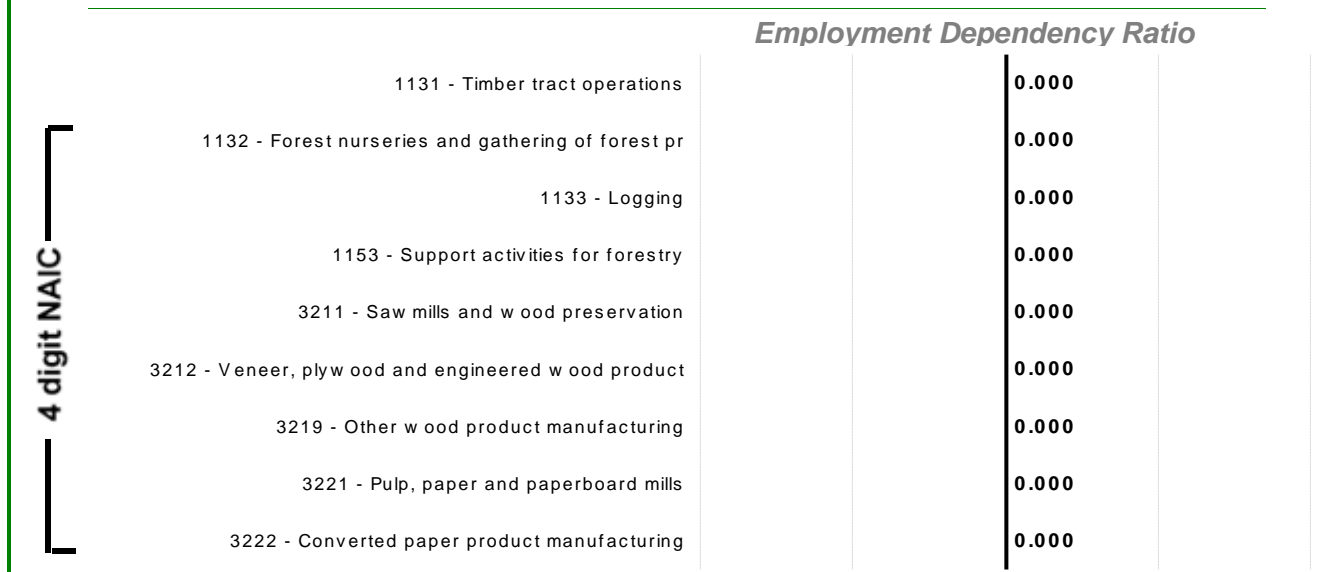 Employment Dependency Ratio
1131 - Timber tract operations 0.000
1132 - Forest nurseries and gathering of forest pr 0.000
1133 - Logging 0.000
1153 - Support activities for forestry 0.000
3211 - Saw mills and w ood preservation 0.000
3212 - Veneer, plyw ood and engineered w ood product 0.000
3219 - Other w ood product manufacturing 0.000
3221 - Pulp, paper and paperboard mills 0.000
3222 - Converted paper product manufacturing 0.000
4 digit NAIC